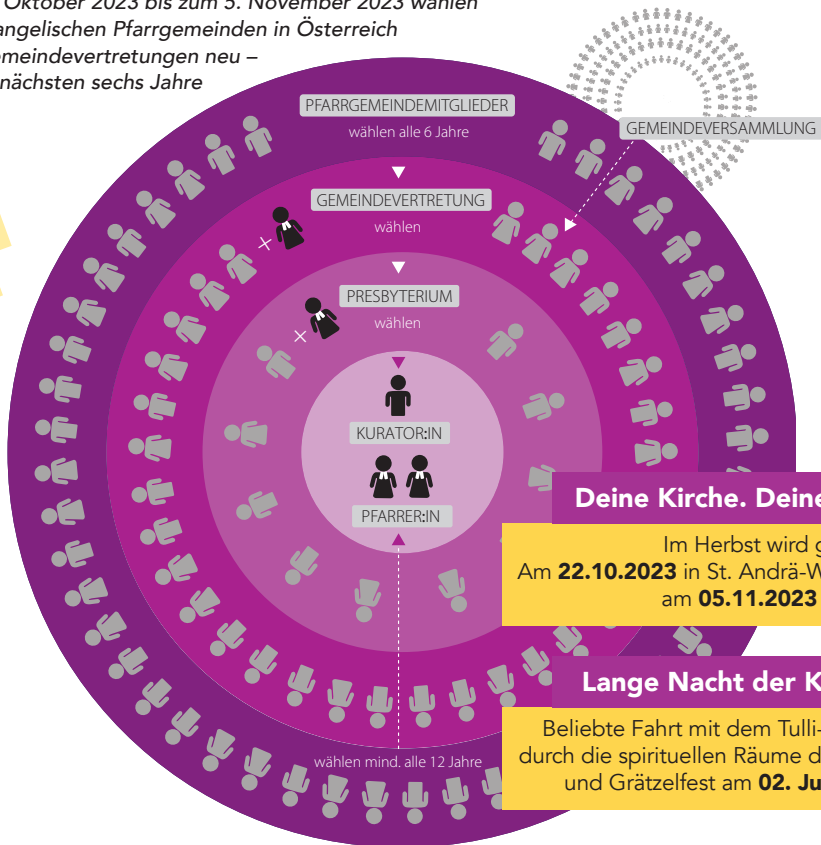 Oktober 2023 bis zum 5. November 2023 wählen
Pfarrgemeinden in Österreich
neu –
nächsten sechs Jahre
PFARRGEMEINDEMITGLIEDER
wählen alle 6 Jahre
GEMEINDEVERSAMMLUNG
GEMEINDEVERTRETUNG
wählen
PRESBYTERIUM
wählen
KURATOR:IN
PFARRER:IN
wählen mind. alle 12 Jahre
Deine Kirche. Deine
Im Herbst wird
Am 22.10.2023 in St. Andrä-W
am 05.11.2023
Lange Nacht der K
Beliebte Fahrt mit dem Tulli-
durch die spirituellen Räume d
und Grätzelfest am 02. Ju